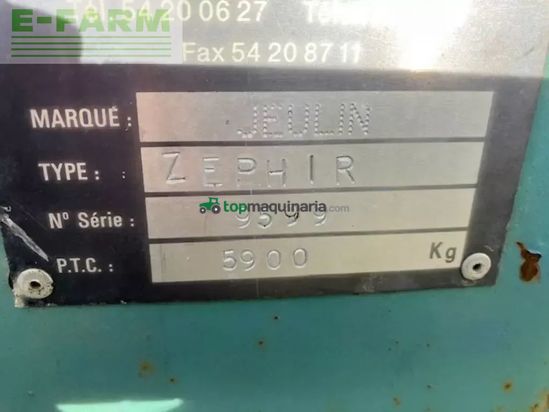 E-FARM
54 20 06 27
Fax 54 20 87 11
MARQUE : JEULIN
TYPE : ZEPHIR
topmaquinaria.com
N° Série : 9599
P.T.C. : 5900 Kg